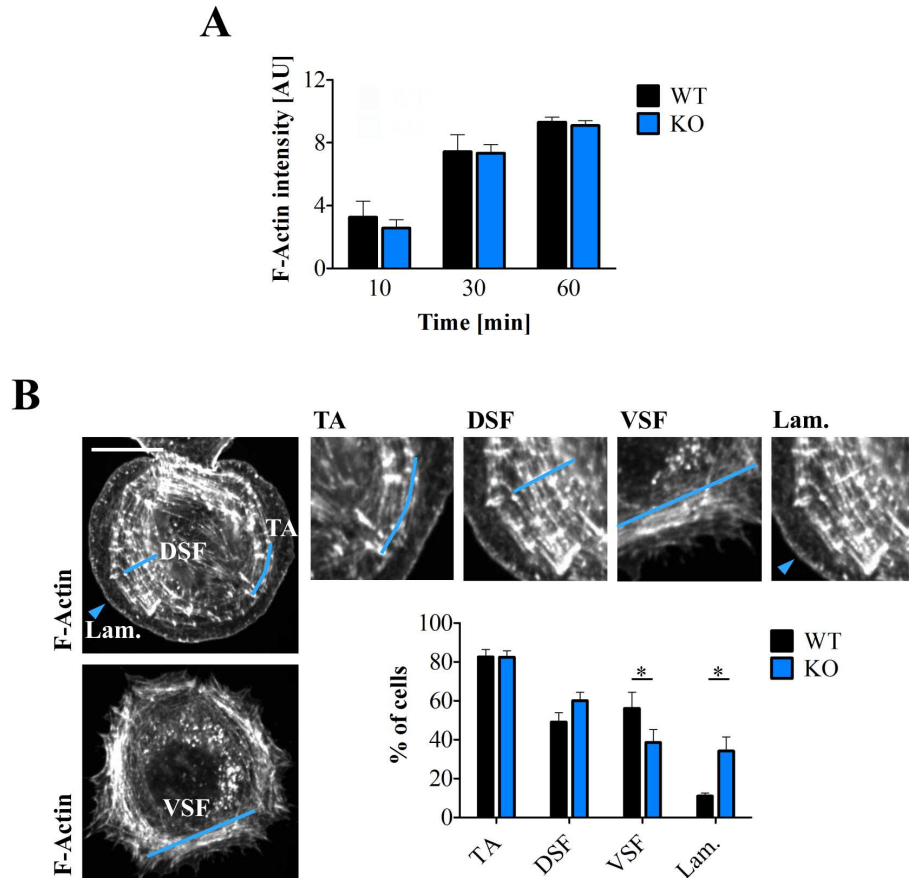 A
F-Actin intensity [AU]
12
8
4
0
10 30 60
Time [min]
WT
KO
B
F-Actin
DSF
TA
Lam.
F-Actin
VSF
TA DSF VSF Lam.
% of cells
100
80
60
40
20
0
* *
TA DSF VSF Lam.
WT
KO